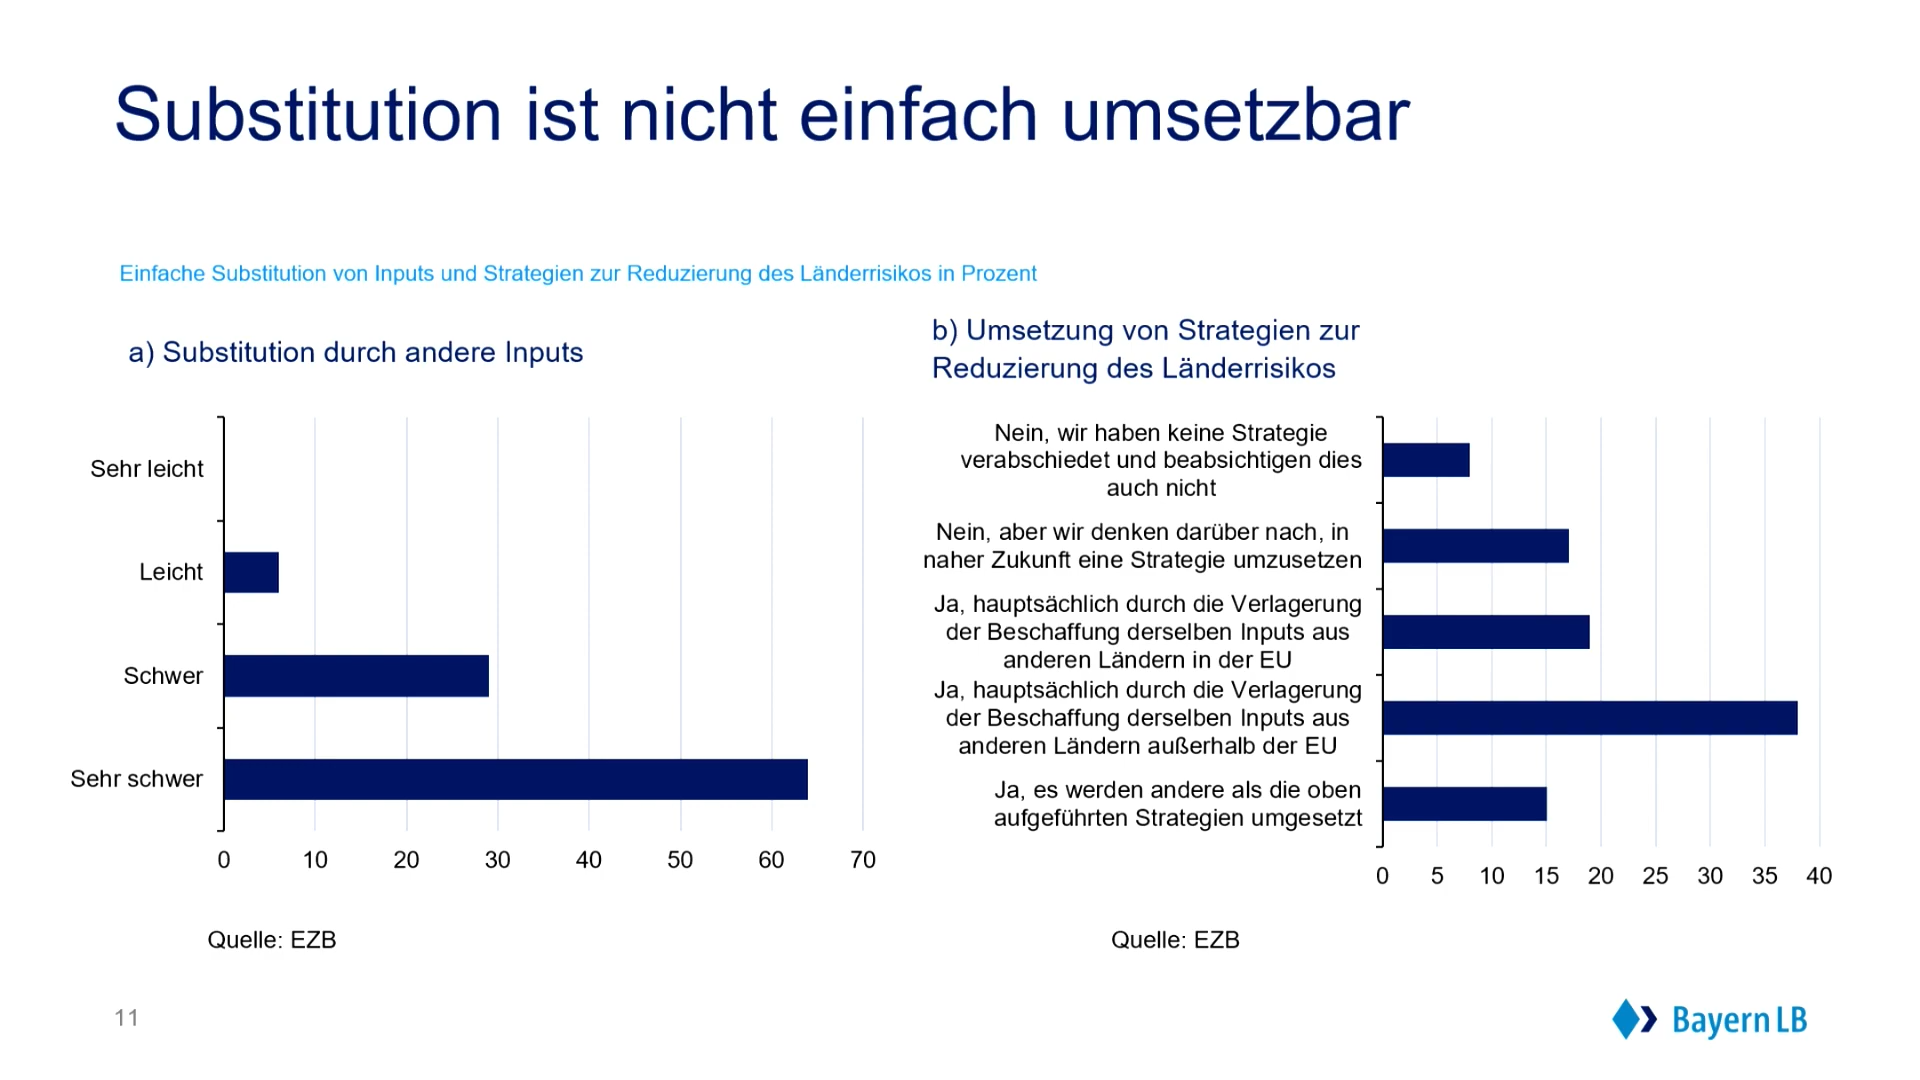 Substitution ist nicht einfach umsetzbar
Einfache Substitution von Inputs und Strategien zur Reduzierung des Länderrisikos in Prozent
a) Substitution durch andere Inputs
Sehr leicht
Leicht
Schwer
Sehr schwer
0 10 20 30 40 50 60 70
Quelle: EZB
b) Umsetzung von Strategien zur
Reduzierung des Länderrisikos
Nein, wir haben keine Strategie
verabschiedet und beabsichtigen dies
auch nicht
Nein, aber wir denken darüber nach, in
naher Zukunft eine Strategie umzusetzen
Ja, hauptsächlich durch die Verlagerung
der Beschaffung derselben Inputs aus
anderen Ländern in der EU
Ja, hauptsächlich durch die Verlagerung
der Beschaffung derselben Inputs aus
anderen Ländern außerhalb der EU
Ja, es werden andere als die oben
aufgeführten Strategien umgesetzt
0 5 10 15 20 25 30 35 40
Quelle: EZB
11
Bayern LB